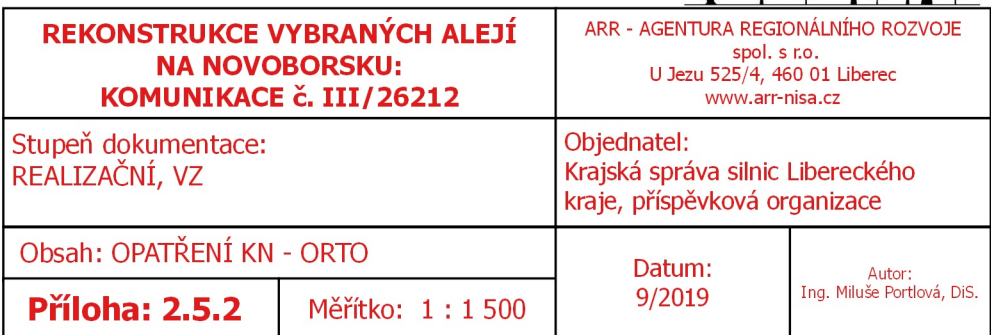 REKONSTRUKCE VYBRANÝCH ALEJÍ
NA NOVOBORSKU:
KOMUNIKACE č. III/26212
ARR - AGENTURA REGIONÁLNÍHO ROZVOJE
spol. s r.o.
U Jezu 525/4, 460 01 Liberec
www.arr-nisa.cz
Stupeň dokumentace:
REALIZAČNÍ, VZ
Objednatel:
Krajská správa silnic Libereckého
kraje, příspěvková organizace
Obsah: OPATŘENÍ KN - ORTO
Příloha: 2.5.2
Měřítko: 1 : 1 500
Datum:
9/2019
Autor:
Ing. Miluše Portlová, DiS.